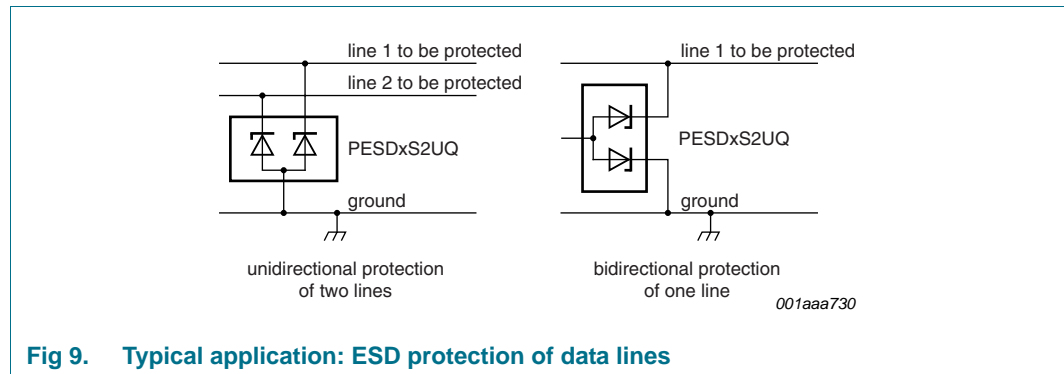 line 1 to be protected
line 2 to be protected
PESDxS2UQ
ground
unidirectional protection
of two lines
line 1 to be protected
PESDxS2UQ
ground
bidirectional protection
of one line
001aaa730
Fig 9. Typical application: ESD protection of data lines